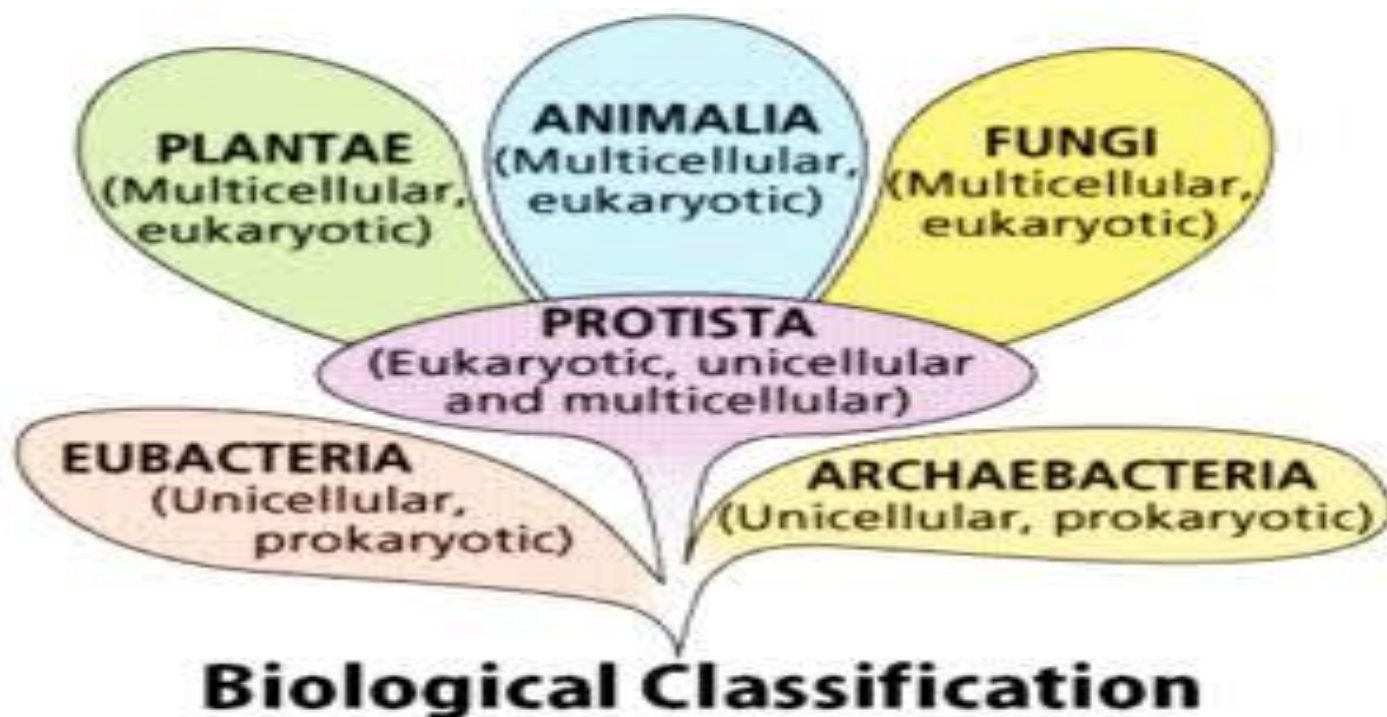 PLANTAE
(Multicellular,
eukaryotic)
ANIMALIA
(Multicellular,
eukaryotic)
FUNGI
(Multicellular,
eukaryotic)
PROTISTA
(Eukaryotic, unicellular
and multicellular)
EUBACTERIA
(Unicellular,
prokaryotic)
ARCHAEBACTERIA
(Unicellular, prokaryotic)
Biological Classification